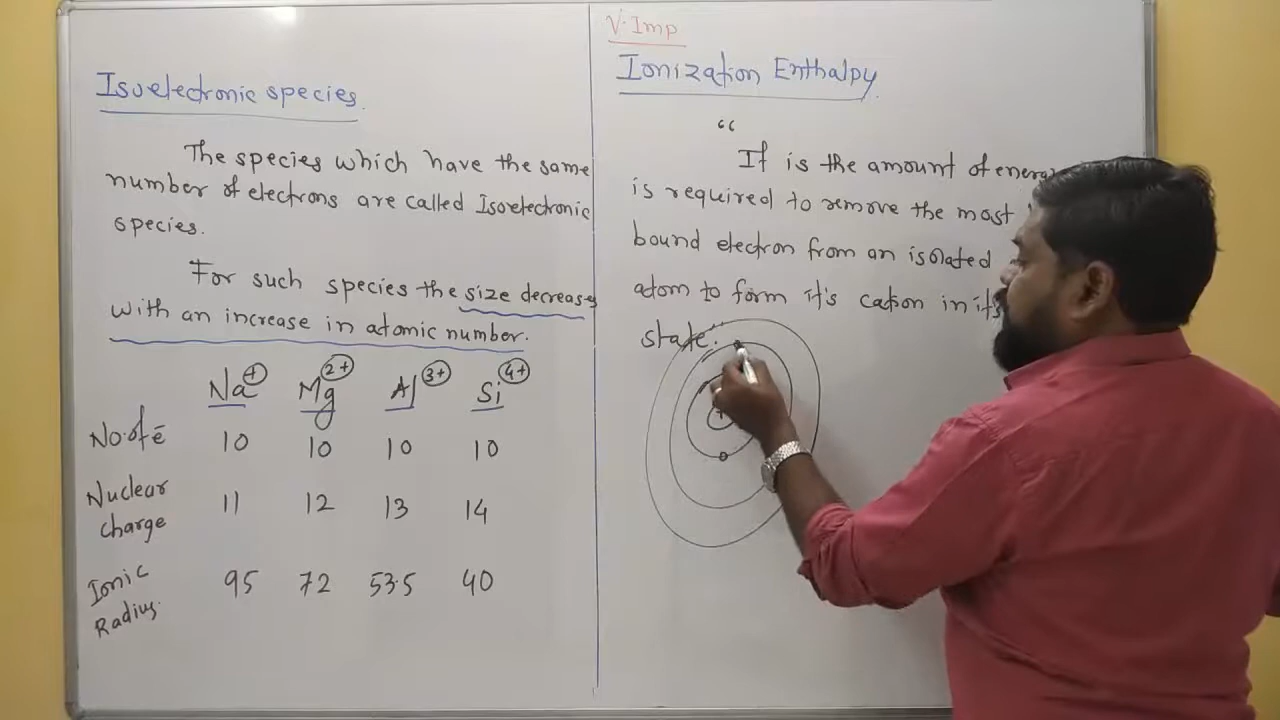 Isoelectronic species.
The species which have the same
number of electrons are called Isoelectronic
species.
For such species the size decreases
with an increase in atomic number.
Na+ Mg2+ Al3+ Si4+
No.of ē 10 10 10 10
Nuclear charge 11 12 13 14
Ionic Radius. 95 72 53.5 40
V.Imp
Ionization Enthalpy.
“
It is the amount of energy
is required to remove the most
bound electron from an isolated
atom to form it's cation in its
state.”
+